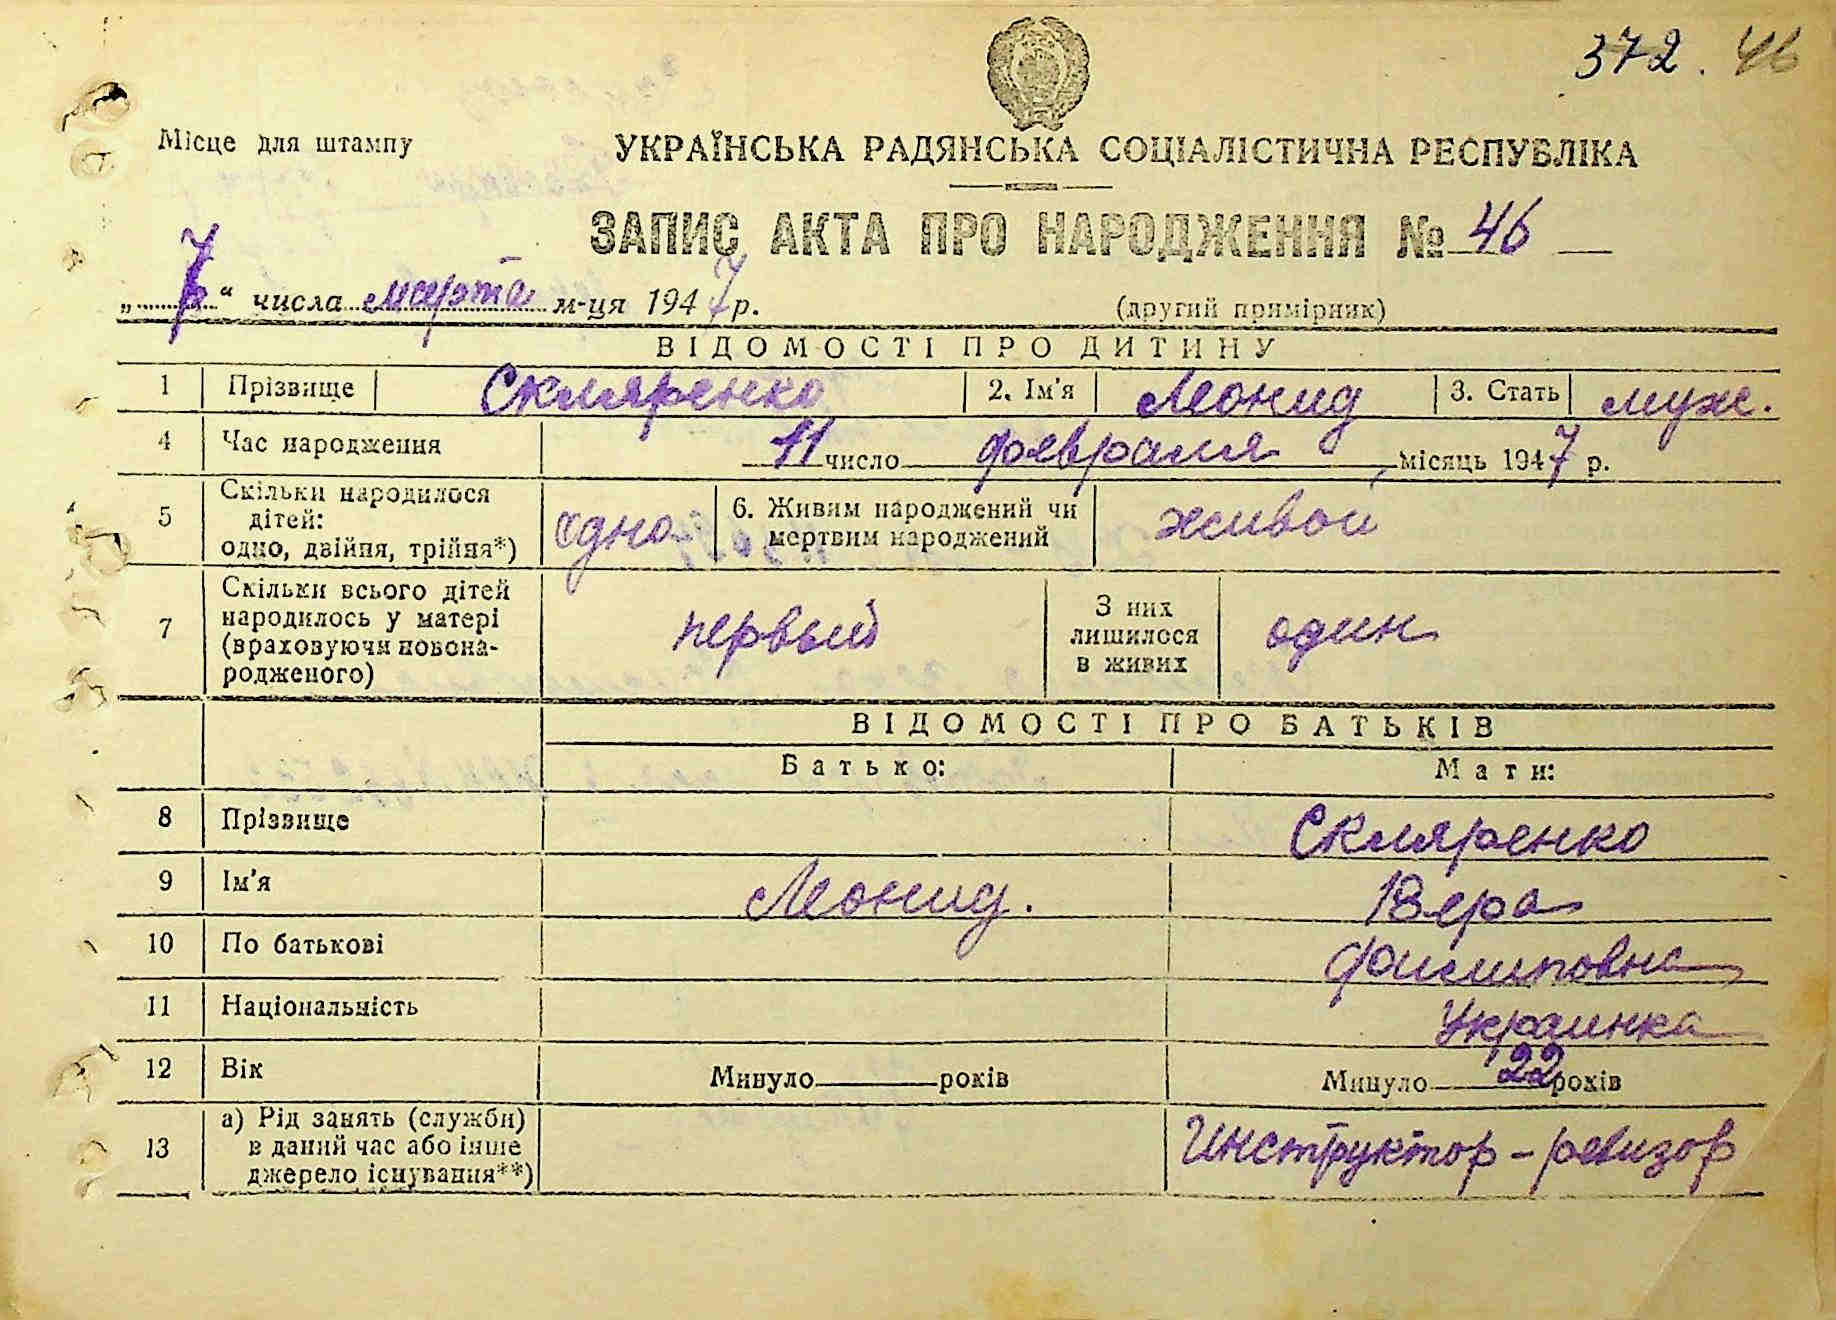 372. 46
Місце для штампу
УКРАЇНСЬКА РАДЯНСЬКА СОЦІАЛІСТИЧНА РЕСПУБЛІКА
ЗАПИС АКТА ПРО НАРОДЖЕННЯ № 46
„7“ числа марта м-ця 1947 р. (другий примірник)
ВІДОМОСТІ ПРО ДИТИНУ
1 Прізвище Скляренко 2. Ім'я Леонид 3. Стать муж.
4 Час народження 11 число февраля місяць 1947 р.
5 Скільки народилося
дітей:
одно, двійня, трійня*) одно 6. Живим народжений чи
мертвим народжений живой
7 Скільки всього дітей
народилось у матері
(враховуючи новона-
родженого) первый З них
лишилося
в живих один
ВІДОМОСТІ ПРО БАТЬКІВ
Батько: Мати:
8 Прізвище Скляренко
9 Ім'я Леонид. Вера
10 По батькові Филиповна
11 Національність Украинка
12 Вік Минуло років Минуло 22 років
13 а) Рід занять (служби)
в даний час або інше
джерело існування**) Инструктор-ревизор